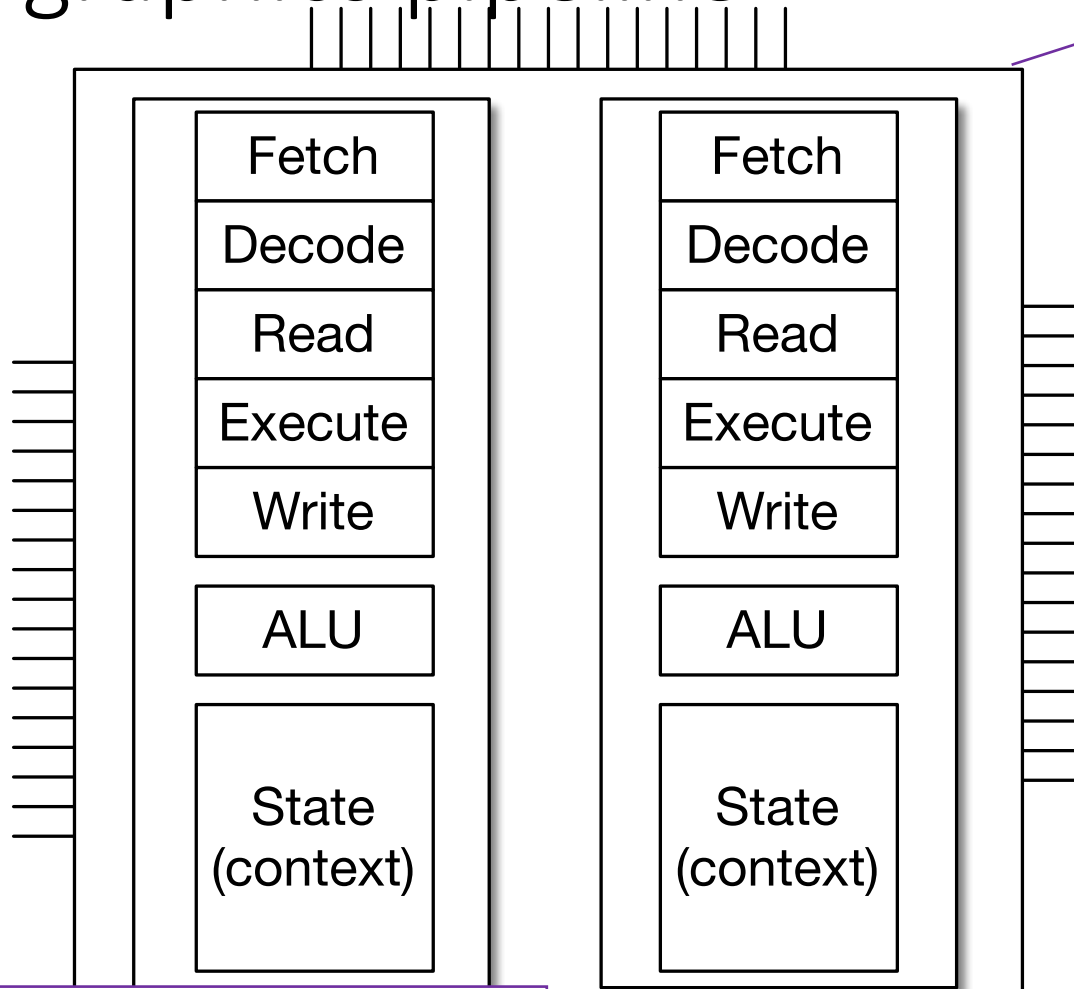 Fetch
Decode
Read
Execute
Write
ALU
State
(context)
Fetch
Decode
Read
Execute
Write
ALU
State
(context)